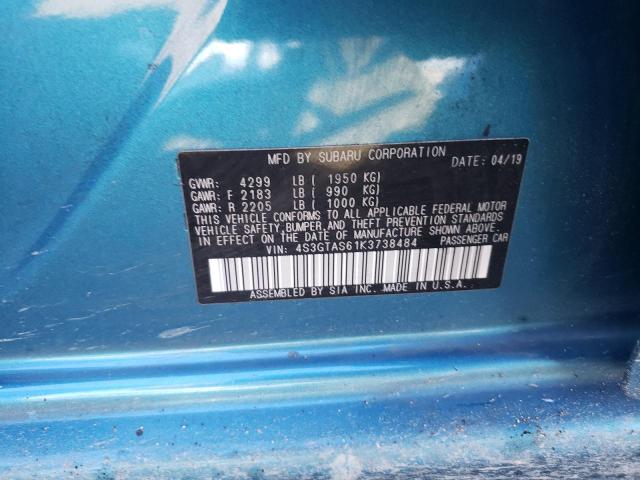 MFD BY SUBARU CORPORATION DATE: 04/19
GVWR: 4299 LB ( 1950 KG)
GAWR: F 2183 LB ( 990 KG)
GAWR: R 2205 LB ( 1000 KG)
THIS VEHICLE CONFORMS TO ALL APPLICABLE FEDERAL MOTOR
VEHICLE SAFETY, BUMPER, AND THEFT PREVENTION STANDARDS
IN EFFECT ON THE DATE OF MANUFACTURE SHOWN ABOVE.
VIN: 4S3GTAS61K3738484 PASSENGER CAR
ASSEMBLED BY SIA INC. MADE IN U.S.A.